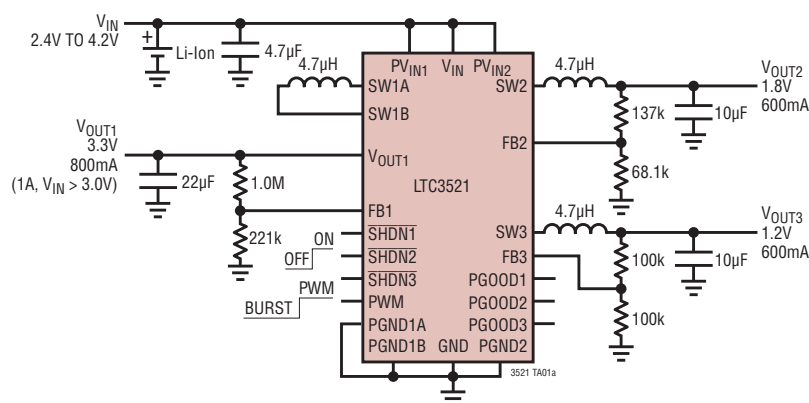 VIN
2.4V TO 4.2V
+
Li-Ion
4.7µF
4.7µH
PVIN1
VIN
PVIN2
SW1A
SW1B
SW2
4.7µH
VOUT2
1.8V
600mA
137k
10µF
FB2
68.1k
VOUT1
3.3V
800mA
(1A, VIN > 3.0V)
22µF
1.0M
VOUT1
LTC3521
FB1
221k
4.7µH
SW3
VOUT3
1.2V
600mA
ON
OFF
SHDN1
SHDN2
SHDN3
FB3
100k
10µF
100k
PWM
BURST
PWM
PGOOD1
PGOOD2
PGOOD3
PGND1A
PGND1B
GND
PGND2
3521 TA01a